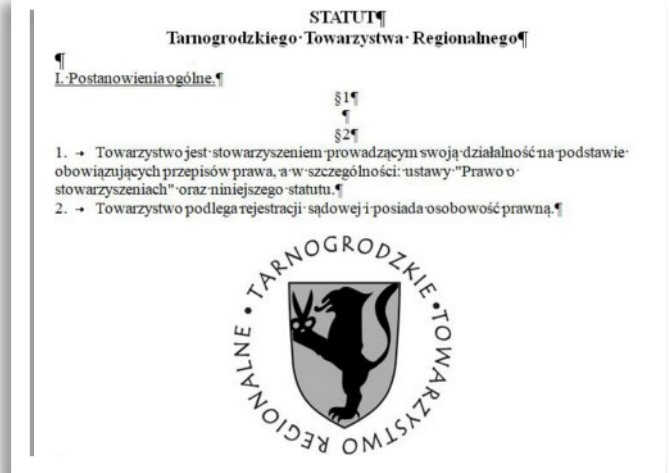 STATUT¶
Tarnogrodzkiego·Towarzystwa·Regionalnego¶
¶
I.·Postanowienia·ogólne.¶
§1¶
¶
§2¶
1. → Towarzystwo·jest·stowarzyszeniem·prowadzącym·swoją·działalność·na·podstawie·
obowiązujących·przepisów·prawa,·a·w·szczególności:·ustawy·"Prawo·o·
stowarzyszeniach"·oraz·niniejszego·statutu.¶
2. → Towarzystwo·podlega·rejestracji·sądowej·i·posiada·osobowość·prawną.¶
TARNOGRODZKIE • TOWARZYSTWO REGIONALNE •